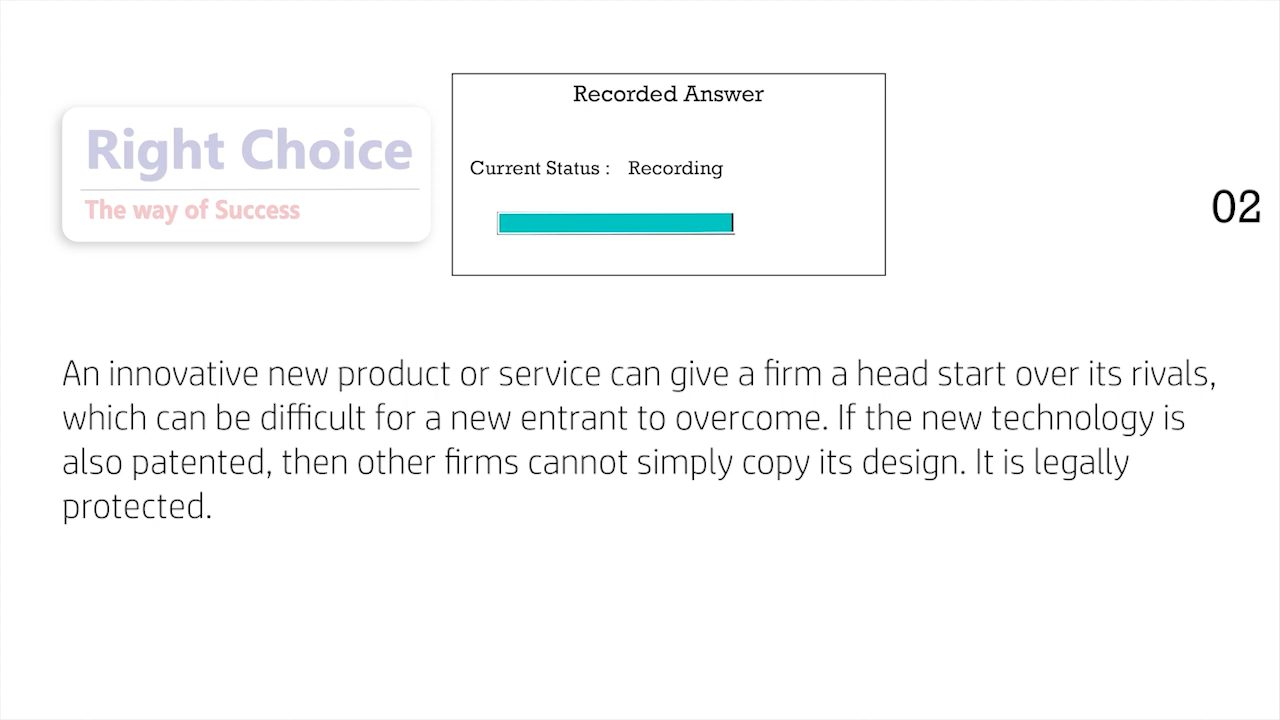 Right Choice
The way of Success
Recorded Answer
Current Status : Recording
02
An innovative new product or service can give a firm a head start over its rivals,
which can be difficult for a new entrant to overcome. If the new technology is
also patented, then other firms cannot simply copy its design. It is legally
protected.